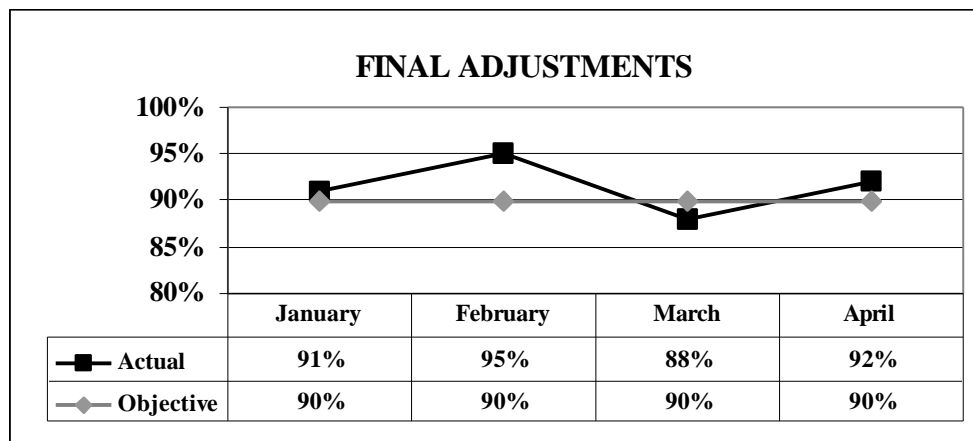 FINAL ADJUSTMENTS
100%
95%
90%
85%
80%
January February March April
Actual 91% 95% 88% 92%
Objective 90% 90% 90% 90%